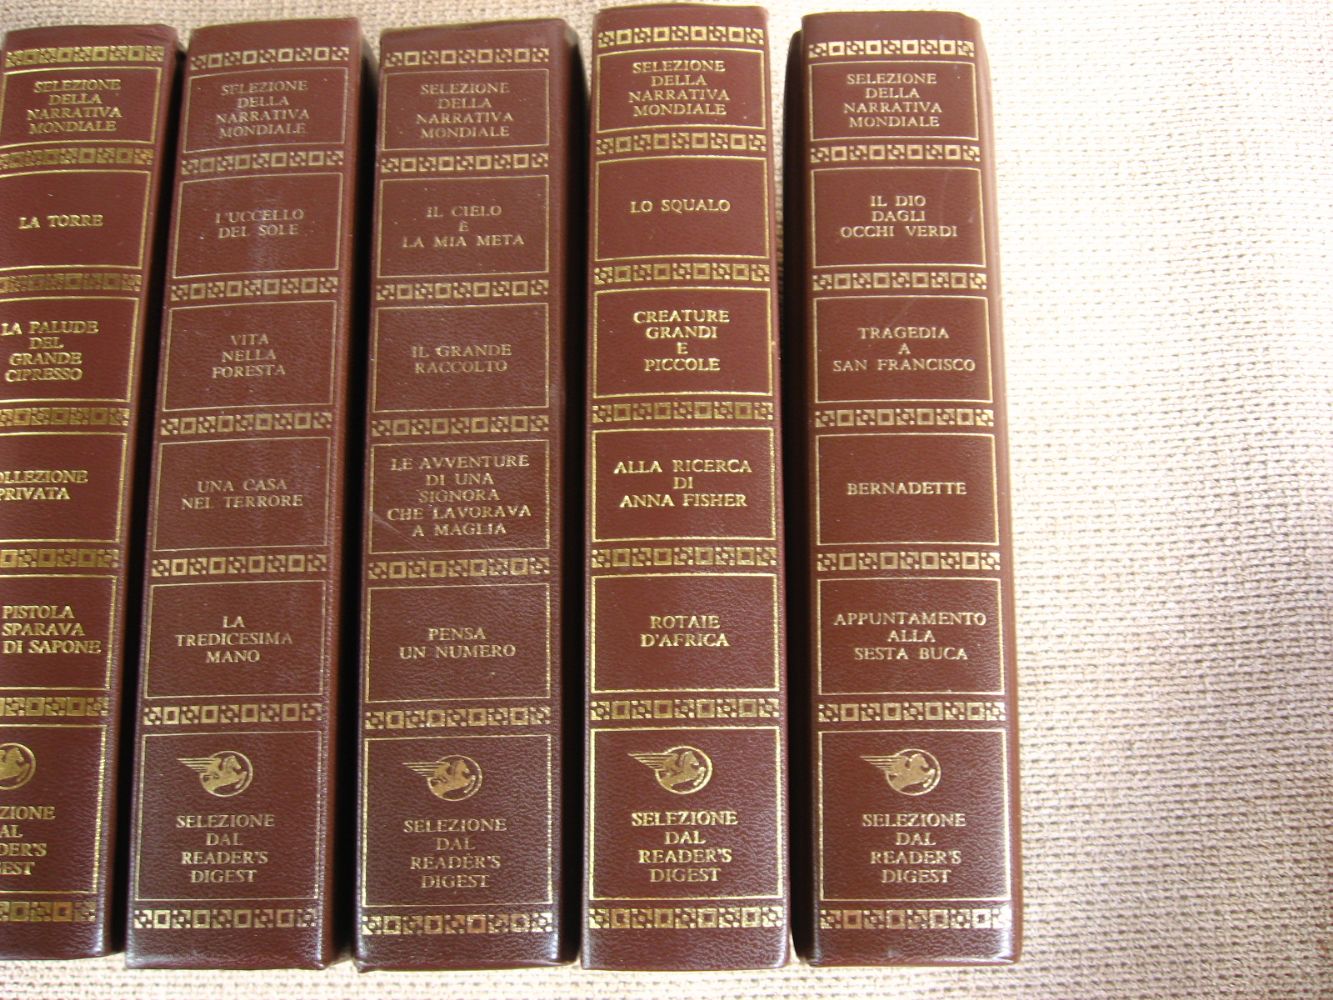 SELEZIONE
DELLA
NARRATIVA
MONDIALE
LA TORRE
LA PALUDE
DEL
GRANDE
CIPRESSO
PRIVATA
PISTOLA
SPARAVA
DI SAPONE
SELEZIONE
DELLA
NARRATIVA
MONDIALE
L'UCCELLO
DEL SOLE
VITA
NELLA
FORESTA
UNA CASA
NEL TERRORE
LA
TREDICESIMA
MANO
SELEZIONE
DAL
READER'S
DIGEST
SELEZIONE
DELLA
NARRATIVA
MONDIALE
IL CIELO
È
LA MIA META
IL GRANDE
RACCOLTO
LE AVVENTURE
DI UNA
SIGNORA
CHE LAVORAVA
A MAGLIA
PENSA
UN NUMERO
SELEZIONE
DAL
READER'S
DIGEST
SELEZIONE
DELLA
NARRATIVA
MONDIALE
LO SQUALO
CREATURE
GRANDI
E
PICCOLE
ALLA RICERCA
DI
ANNA FISHER
ROTAIE
D'AFRICA
SELEZIONE
DAL
READER'S
DIGEST
SELEZIONE
DELLA
NARRATIVA
MONDIALE
IL DIO
DAGLI
OCCHI VERDI
TRAGEDIA
A
SAN FRANCISCO
BERNADETTE
APPUNTAMENTO
ALLA
SESTA BUCA
SELEZIONE
DAL
READER'S
DIGEST